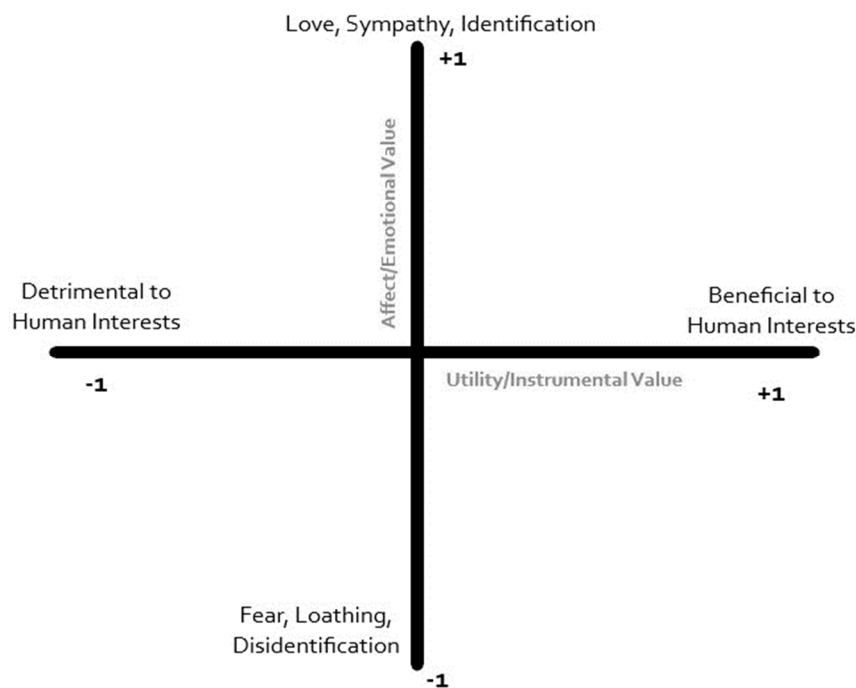 Love, Sympathy, Identification
+1
Affect/Emotional Value
Detrimental to
Human Interests
Beneficial to
Human Interests
-1
Utility/Instrumental Value
+1
Fear, Loathing,
Disidentification
-1